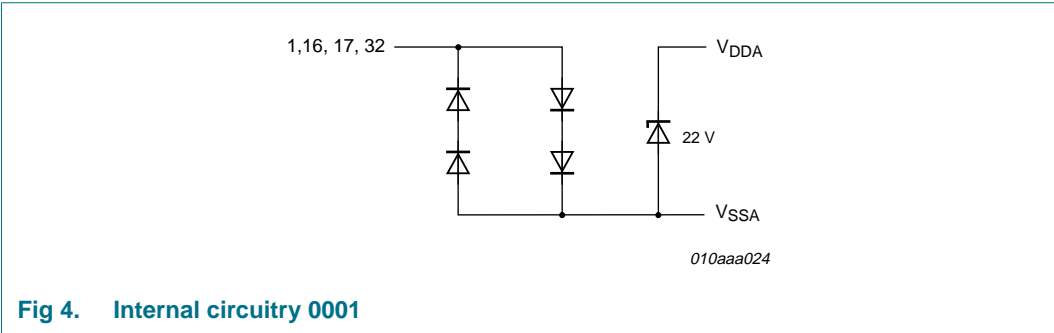 1,16, 17, 32
VDDA
22 V
VSSA
010aaa024
Fig 4. Internal circuitry 0001